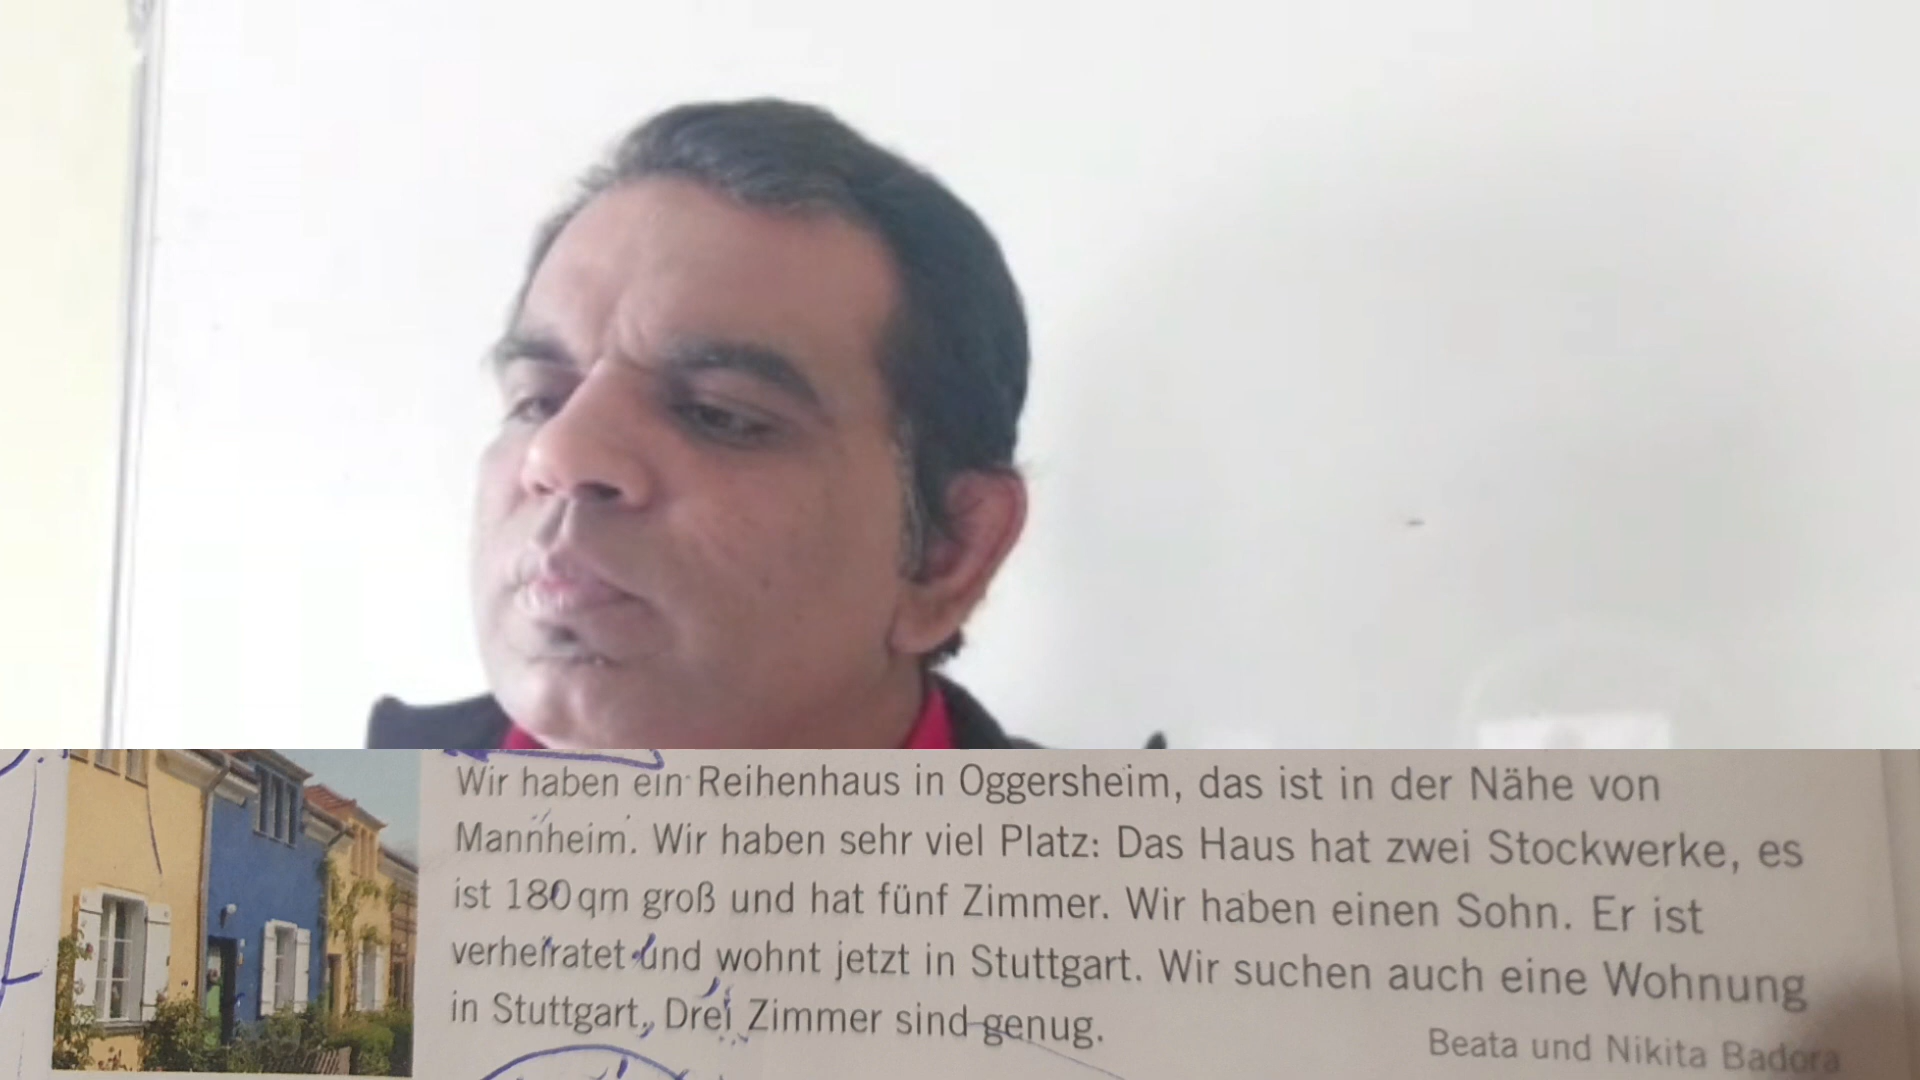 Wir haben ein Reihenhaus in Oggersheim, das ist in der Nähe von
Mannheim. Wir haben sehr viel Platz: Das Haus hat zwei Stockwerke, es
ist 180 qm groß und hat fünf Zimmer. Wir haben einen Sohn. Er ist
verheiratet und wohnt jetzt in Stuttgart. Wir suchen auch eine Wohnung
in Stuttgart. Drei Zimmer sind genug.
Beata und Nikita Badora